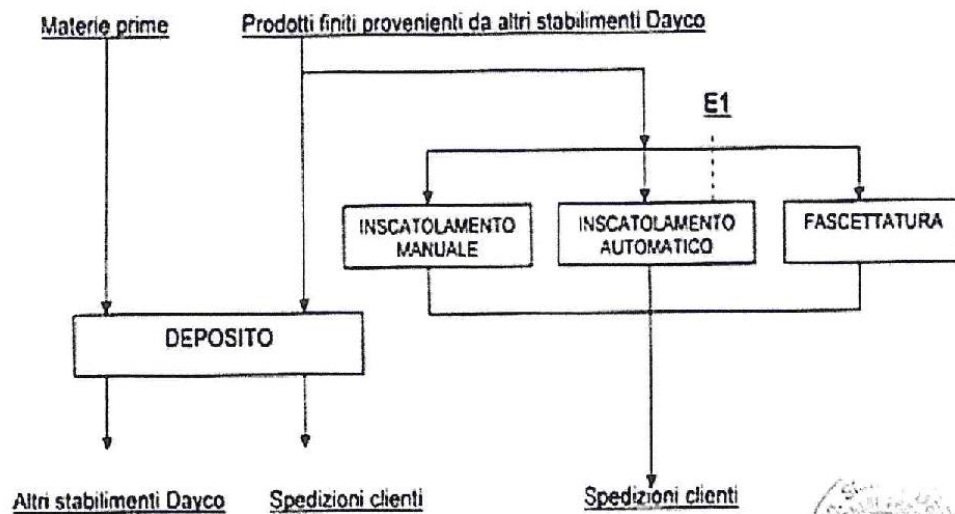 Materie prime
Prodotti finiti provenienti da altri stabilimenti Dayco
E1
INSCATOLAMENTO
MANUALE
INSCATOLAMENTO
AUTOMATICO
FASCETTATURA
DEPOSITO
Altri stabilimenti Dayco
Spedizioni clienti
Spedizioni clienti